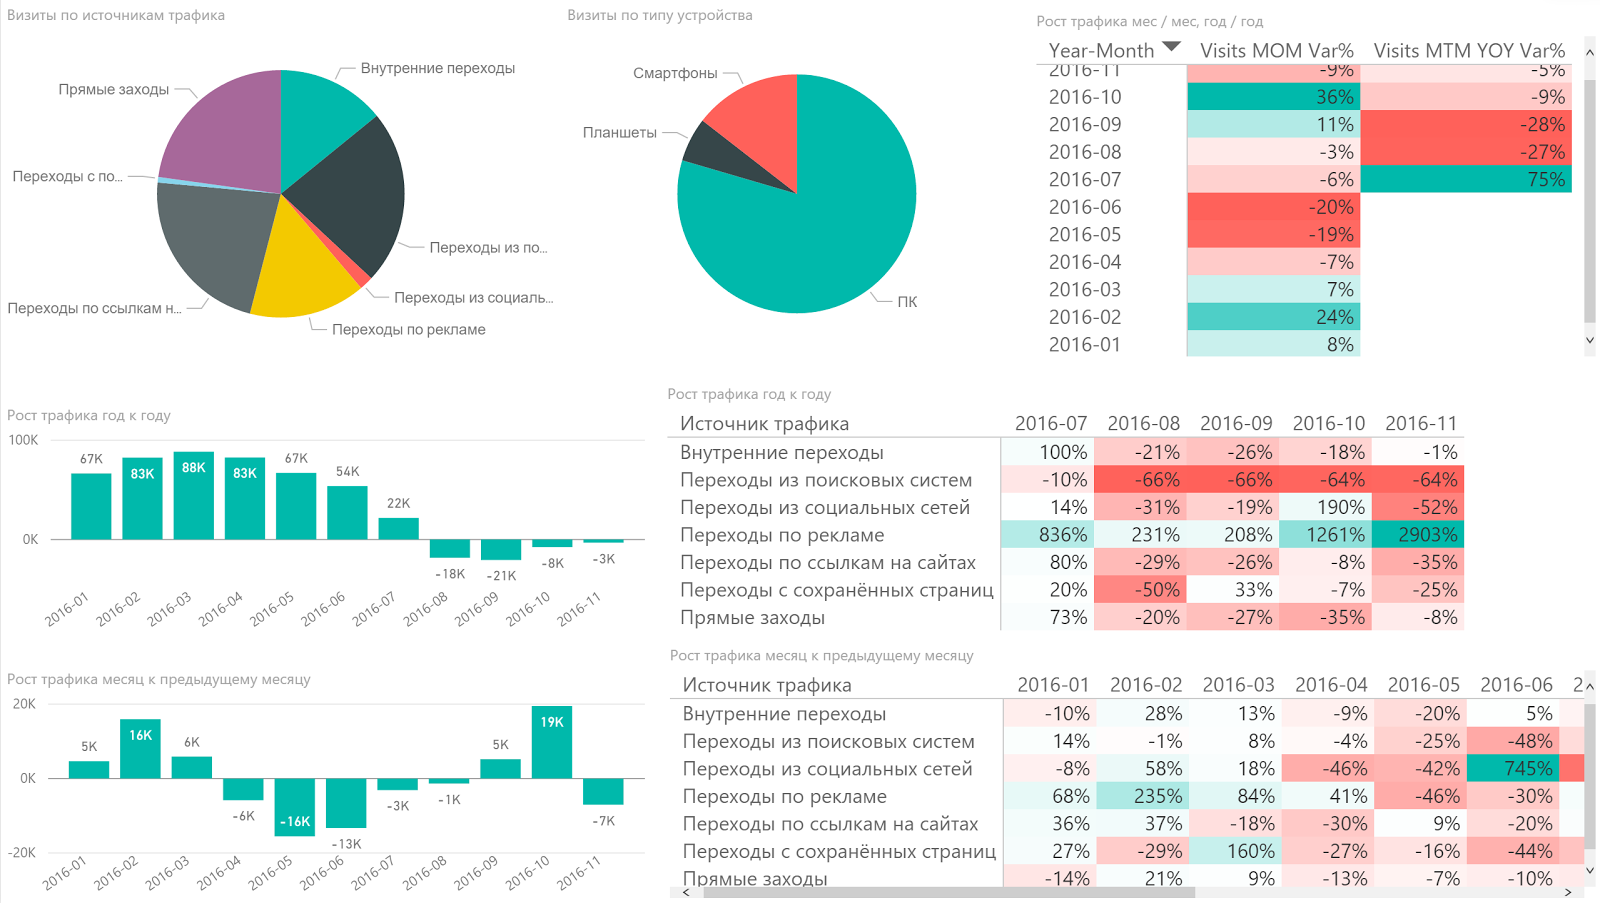 Визиты по источникам трафика
Внутренние переходы
Прямые заходы
Переходы с по...
Переходы из по...
Переходы из социаль...
Переходы по ссылкам н...
Переходы по рекламе
Визиты по типу устройства
Смартфоны
Планшеты
ПК
Рост трафика мес / мес, год / год
Year-Month Visits MOM Var% Visits MTM YOY Var%
2016-11 -9% -5%
2016-10 36% -9%
2016-09 11% -28%
2016-08 -3% -27%
2016-07 -6% 75%
2016-06 -20%
2016-05 -19%
2016-04 -7%
2016-03 7%
2016-02 24%
2016-01 8%
Рост трафика год к году
100K
0K
67K 83K 88K 83K 67K 54K 22K -18K -21K -8K -3K
2016-01 2016-02 2016-03 2016-04 2016-05 2016-06 2016-07 2016-08 2016-09 2016-10 2016-11
Рост трафика год к году
Источник трафика 2016-07 2016-08 2016-09 2016-10 2016-11
Внутренние переходы 100% -21% -26% -18% -1%
Переходы из поисковых систем -10% -66% -66% -64% -64%
Переходы из социальных сетей 14% -31% -19% 190% -52%
Переходы по рекламе 836% 231% 208% 1261% 2903%
Переходы по ссылкам на сайтах 80% -29% -26% -8% -35%
Переходы с сохранённых страниц 20% -50% 33% -7% -25%
Прямые заходы 73% -20% -27% -35% -8%
Рост трафика месяц к предыдущему месяцу
20K
0K
-20K
5K 16K 6K -6K -16K -13K -3K -1K 5K 19K -7K
2016-01 2016-02 2016-03 2016-04 2016-05 2016-06 2016-07 2016-08 2016-09 2016-10 2016-11
Рост трафика месяц к предыдущему месяцу
Источник трафика 2016-01 2016-02 2016-03 2016-04 2016-05 2016-06 2
Внутренние переходы -10% 28% 13% -9% -20% 5%
Переходы из поисковых систем 14% -1% 8% -4% -25% -48%
Переходы из социальных сетей -8% 58% 18% -46% -42% 745%
Переходы по рекламе 68% 235% 84% 41% -46% -30%
Переходы по ссылкам на сайтах 36% 37% -18% -30% 9% -20%
Переходы с сохранённых страниц 27% -29% 160% -27% -16% -44%
Прямые заходы -14% 21% 9% -13% -7% -10%